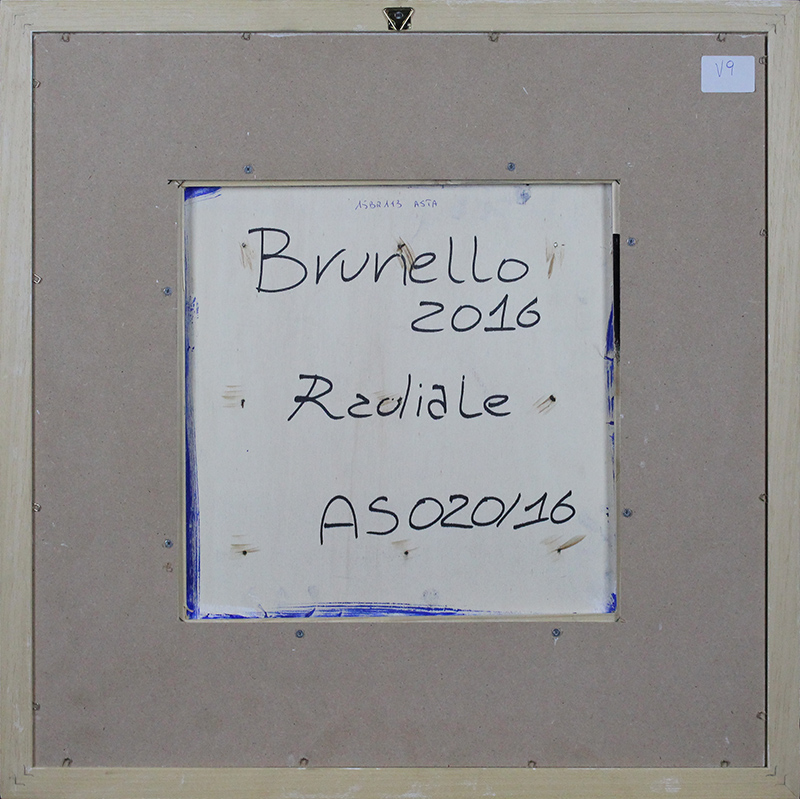 V9
15BR113 ASTA
Brunello
2016
Radiale
AS020/16